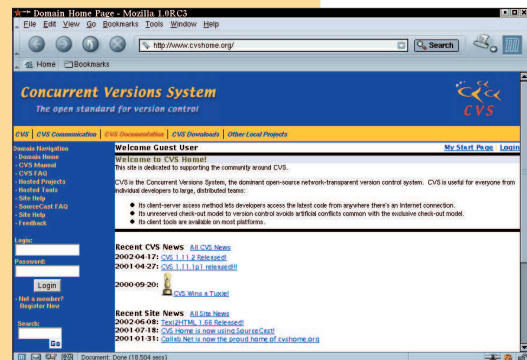 Domain Home Page - Mozilla 1.0RC3
File Edit View Go Bookmarks Tools Window Help
http://www.cvshome.org/
Search
Home Bookmarks
Concurrent Versions System
The open standard for version control
CVS
CVS | CVS Communication | CVS Documentation | CVS Downloads | Other Local Projects
Domain Navigation
- Domain Home
- CVS Manual
- CVS FAQ
- Hosted Projects
- Hosted Tools
- Site Help
- SourceCast FAQ
- Site Help
- Feedback
Login:
Password:
Login
- Not a member?
Register Now
Search:
Go
Welcome Guest User
My Start Page Login
Welcome to CVS Home!
This site is dedicated to supporting the community around CVS.
CVS is the Concurrent Versions System, the dominant open-source network-transparent version control system. CVS is useful for everyone from
individual developers to large, distributed teams:
● Its client-server access method lets developers access the latest code from anywhere there's an Internet connection.
● Its unreserved check-out model to version control avoids artificial conflicts common with the exclusive check-out model.
● Its client tools are available on most platforms.
Recent CVS News All CVS News
2002-04-17: CVS 1.11.2 Released!
2001-04-27: CVS 1.11.1p1 released!!!
2000-09-20:
CVS Wins a Tuxie!
Recent Site News All Site News
2002-06-08: Texi2HTML 1.66 Released!
2001-07-18: CVS Home is now using SourceCast!
2001-01-31: Collab.Net is now the proud home of cvshome.org
Document: Done (18.504 secs)